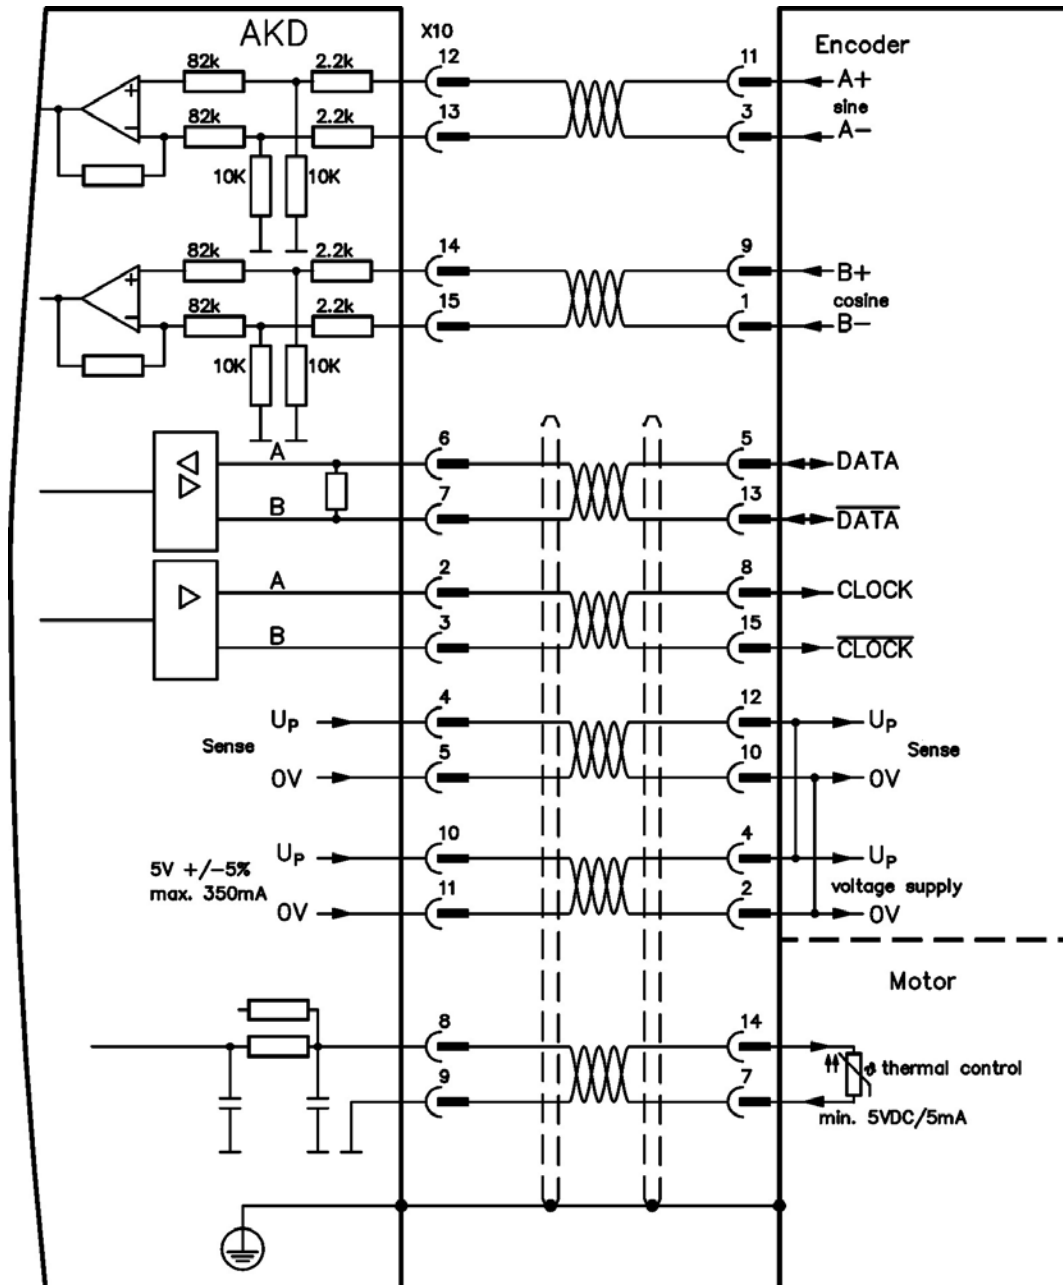 AKD
X10
Encoder
82k 2.2k 12 11 A+
sine
82k 2.2k 13 3 A-
10K 10K
82k 2.2k 14 9 B+
cosine
82k 2.2k 15 1 B-
10K 10K
A 6 5 DATA
B 7 13 DATA
A 2 8 CLOCK
B 3 15 CLOCK
UP 4 12 UP
Sense Sense
0V 5 10 0V
5V +/-5% UP 10 4 UP
max. 350mA voltage supply
0V 11 2 0V
Motor
8 14
ϑ thermal control
9 7
min. 5VDC/5mA